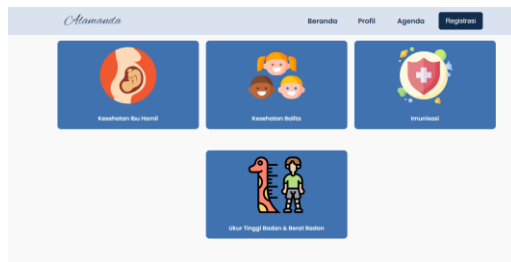 Alamanda
Beranda
Profil
Agenda
Registrasi
Kesehatan Ibu Hamil
Kesehatan Balita
Imunisasi
Ukur Tinggi Badan & Berat Badan